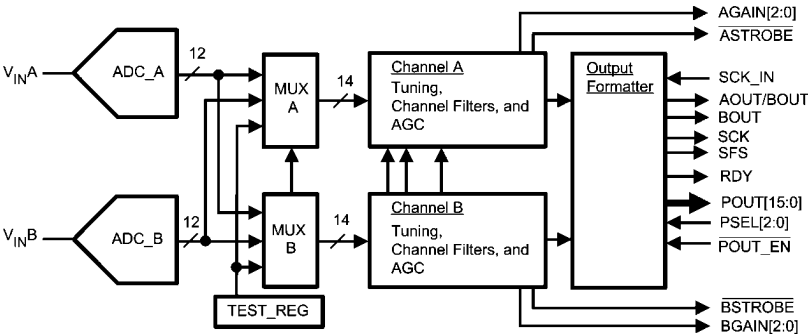 AGAIN[2:0]
ASTROBE
V_IN A
ADC_A
12
MUX
A
14
Channel A
Tuning,
Channel Filters, and
AGC
Output
Formatter
SCK_IN
AOUT/BOUT
BOUT
SCK
SFS
RDY
POUT[15:0]
PSEL[2:0]
POUT_EN
V_IN B
ADC_B
12
MUX
B
14
Channel B
Tuning,
Channel Filters, and
AGC
TEST_REG
BSTROBE
BGAIN[2:0]